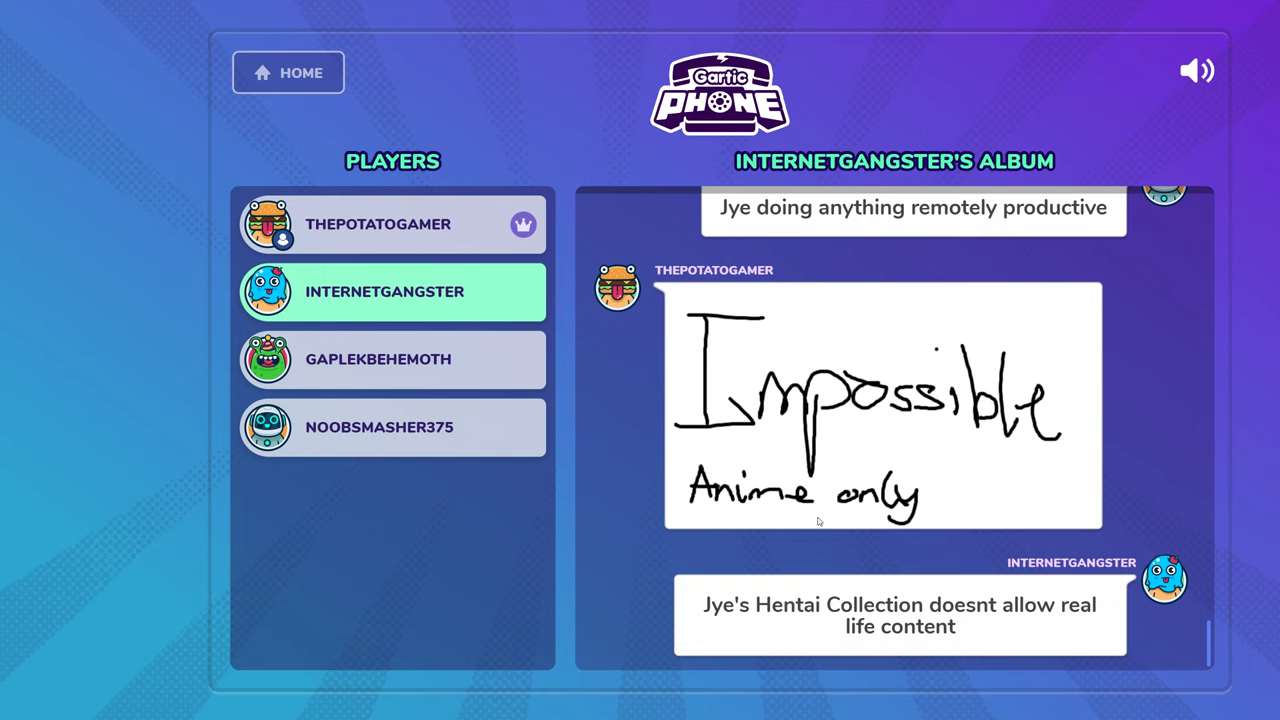 HOME
Gartic
PHONE
PLAYERS
THEPOTATOGAMER
INTERNETGANGSTER
GAPLEKBEHEMOTH
NOOBSMASHER375
INTERNETGANGSTER'S ALBUM
Jye doing anything remotely productive
THEPOTATOGAMER
Impossible
Anime only
INTERNETGANGSTER
Jye's Hentai Collection doesnt allow real
life content